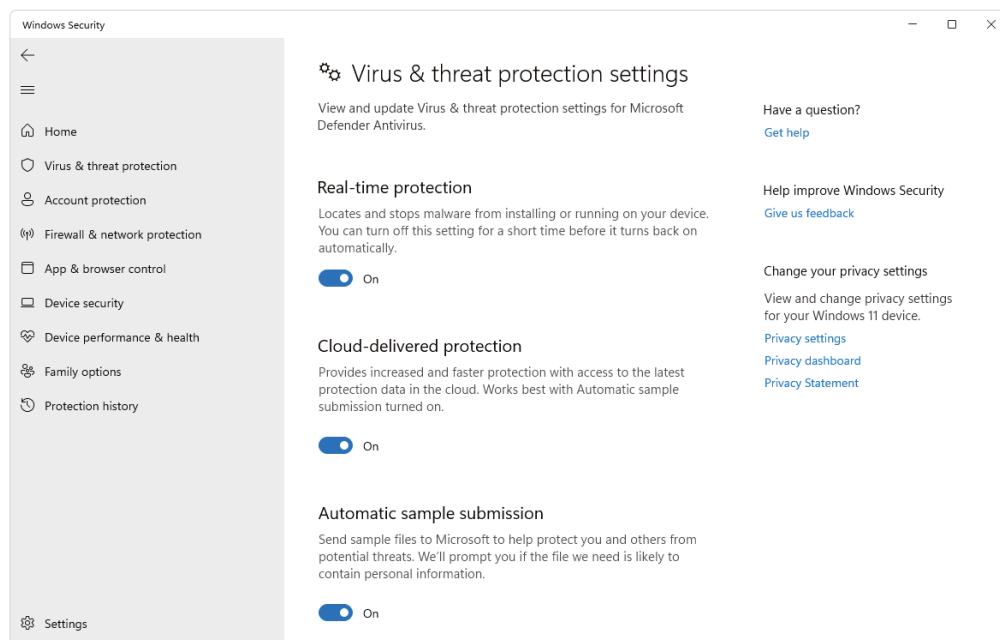 Windows Security
Home
Virus & threat protection
Account protection
Firewall & network protection
App & browser control
Device security
Device performance & health
Family options
Protection history
Settings
Virus & threat protection settings
View and update Virus & threat protection settings for Microsoft
Defender Antivirus.
Real-time protection
Locates and stops malware from installing or running on your device.
You can turn off this setting for a short time before it turns back on
automatically.
On
Cloud-delivered protection
Provides increased and faster protection with access to the latest
protection data in the cloud. Works best with Automatic sample
submission turned on.
On
Automatic sample submission
Send sample files to Microsoft to help protect you and others from
potential threats. We'll prompt you if the file we need is likely to
contain personal information.
On
Have a question?
Get help
Help improve Windows Security
Give us feedback
Change your privacy settings
View and change privacy settings
for your Windows 11 device.
Privacy settings
Privacy dashboard
Privacy Statement